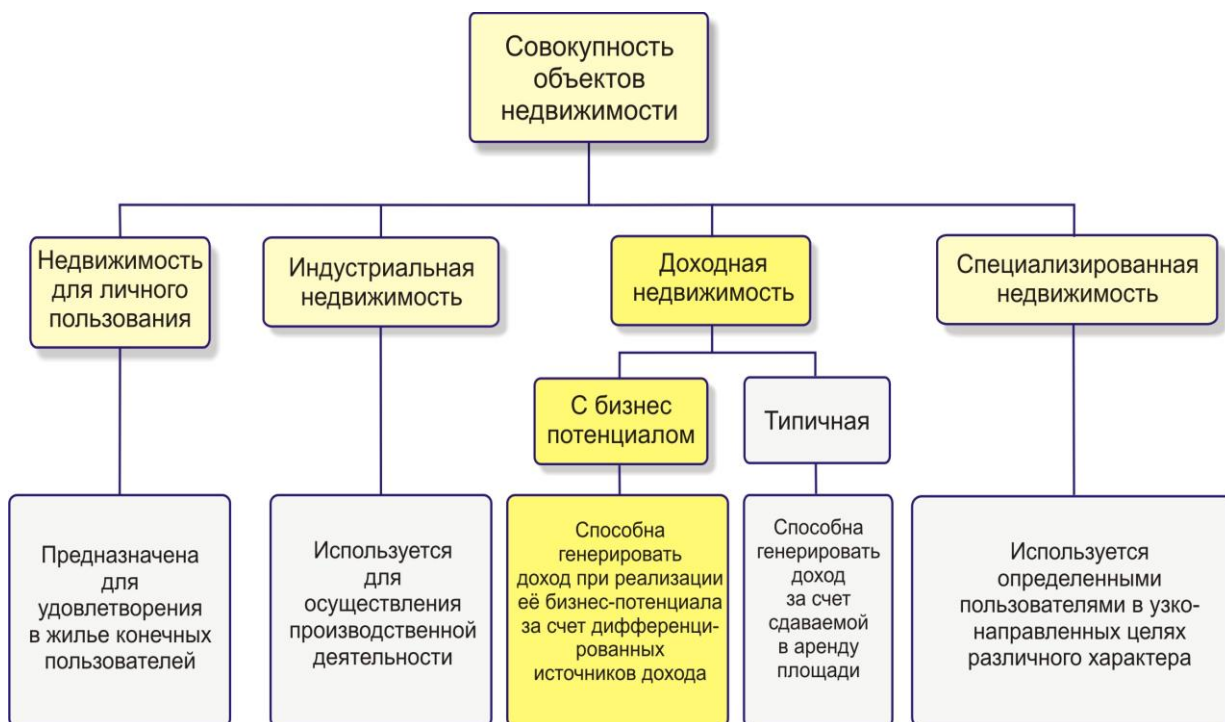 Совокупность
объектов
недвижимости
Недвижимость
для личного
пользования
Индустриальная
недвижимость
Доходная
недвижимость
Специализированная
недвижимость
С бизнес
потенциалом
Типичная
Предназначена
для
удовлетворения
в жилье конечных
пользователей
Используется
для
осуществления
производственной
деятельности
Способна
генерировать
доход при реализации
её бизнес-потенциала
за счет дифференци-
рованных
источников дохода
Способна
генерировать
доход
за счет
сдаваемой
в аренду
площади
Используется
определенными
пользователями в узко-
направленных целях
различного характера